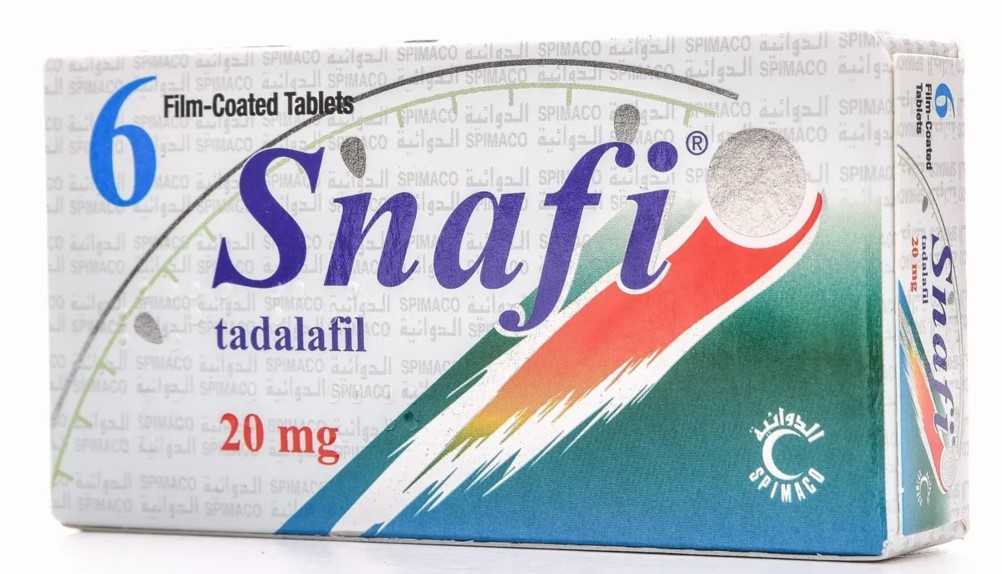 6
Film-Coated Tablets
Snafi®
tadalafil
20 mg
الدوائية
SPIMACO
6
Film-Coated
Tablets
Snafi
tadalafil
20 mg